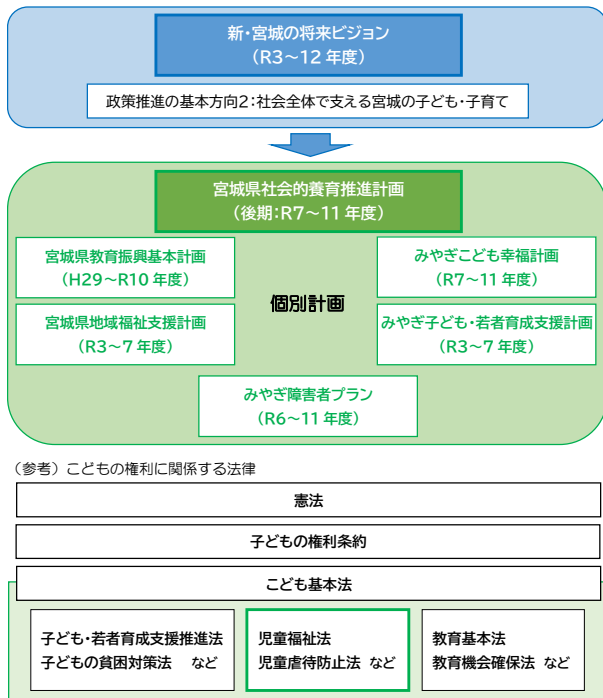 新・宮城の将来ビジョン
(R3～12年度)
政策推進の基本方向2:社会全体で支える宮城の子ども・子育て
宮城県社会的養育推進計画
(後期:R7～11年度)
宮城県教育振興基本計画
(H29～R10年度)
みやぎこども幸福計画
(R7～11年度)
個別計画
宮城県地域福祉支援計画
(R3～7年度)
みやぎ子ども・若者育成支援計画
(R3～7年度)
みやぎ障害者プラン
(R6～11年度)
(参考)こどもの権利に関係する法律
憲法
子どもの権利条約
こども基本法
子ども・若者育成支援推進法
子どもの貧困対策法 など
児童福祉法
児童虐待防止法 など
教育基本法
教育機会確保法 など